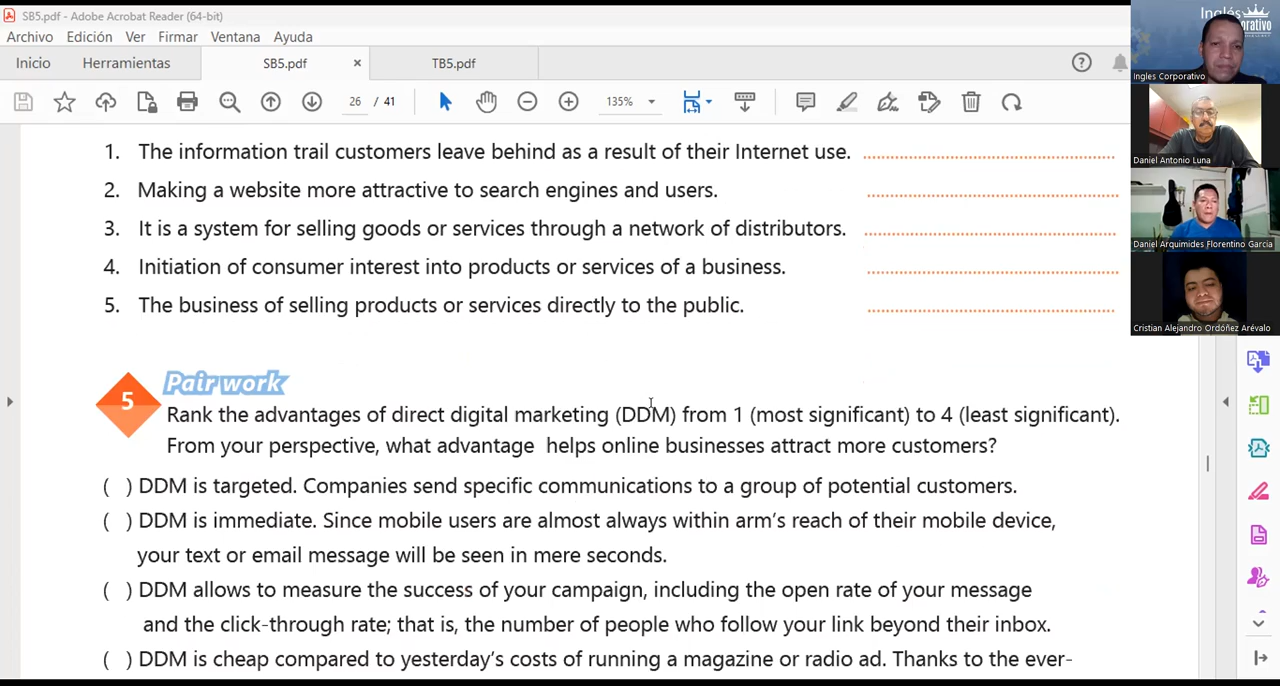 SB5.pdf - Adobe Acrobat Reader (64-bit)
Archivo Edición Ver Firmar Ventana Ayuda
Inicio Herramientas SB5.pdf × TB5.pdf
26 / 41 135%
1. The information trail customers leave behind as a result of their Internet use. ........................................
2. Making a website more attractive to search engines and users. ........................................
3. It is a system for selling goods or services through a network of distributors. ........................................
4. Initiation of consumer interest into products or services of a business. ........................................
5. The business of selling products or services directly to the public. ........................................
5 Pair work
Rank the advantages of direct digital marketing (DDM) from 1 (most significant) to 4 (least significant).
From your perspective, what advantage helps online businesses attract more customers?
( ) DDM is targeted. Companies send specific communications to a group of potential customers.
( ) DDM is immediate. Since mobile users are almost always within arm's reach of their mobile device,
your text or email message will be seen in mere seconds.
( ) DDM allows to measure the success of your campaign, including the open rate of your message
and the click-through rate; that is, the number of people who follow your link beyond their inbox.
( ) DDM is cheap compared to yesterday's costs of running a magazine or radio ad. Thanks to the ever-
Inglés
Ingles Corporativo
Daniel Antonio Luna
Daniel Arquimides Florentino Garcia
Cristian Alejandro Ordóñez Arévalo